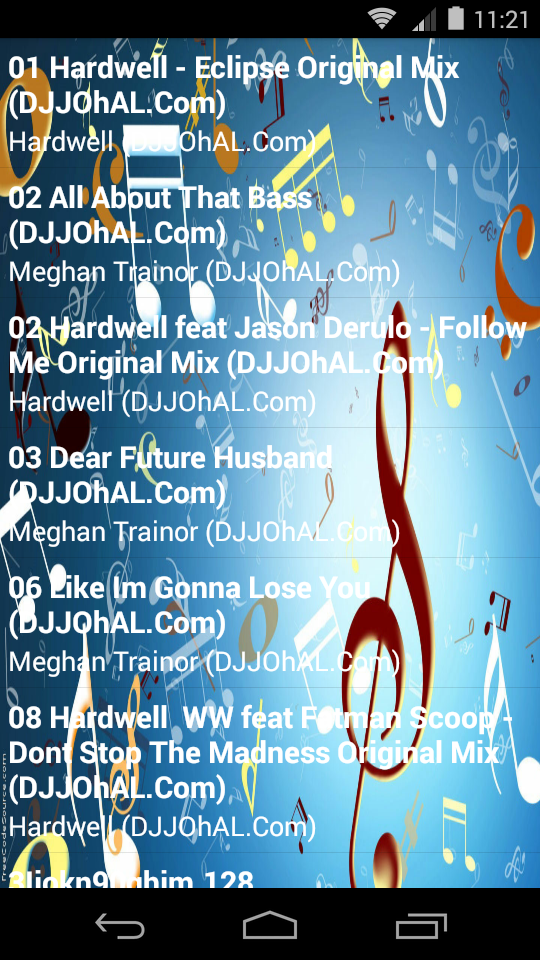 11:21
01 Hardwell - Eclipse Original Mix
(DJJOhAL.Com)
Hardwell (DJJOhAL.Com)
02 All About That Bass
(DJJOhAL.Com)
Meghan Trainor (DJJOhAL.Com)
02 Hardwell feat Jason Derulo - Follow
Me Original Mix (DJJOhAL.Com)
Hardwell (DJJOhAL.Com)
03 Dear Future Husband
(DJJOhAL.Com)
Meghan Trainor (DJJOhAL.Com)
06 Like Im Gonna Lose You
(DJJOhAL.Com)
Meghan Trainor (DJJOhAL.Com)
08 Hardwell  WW feat Fatman Scoop -
Dont Stop The Madness Original Mix
(DJJOhAL.Com)
Hardwell (DJJOhAL.Com)
128
FreeCodeSource.com